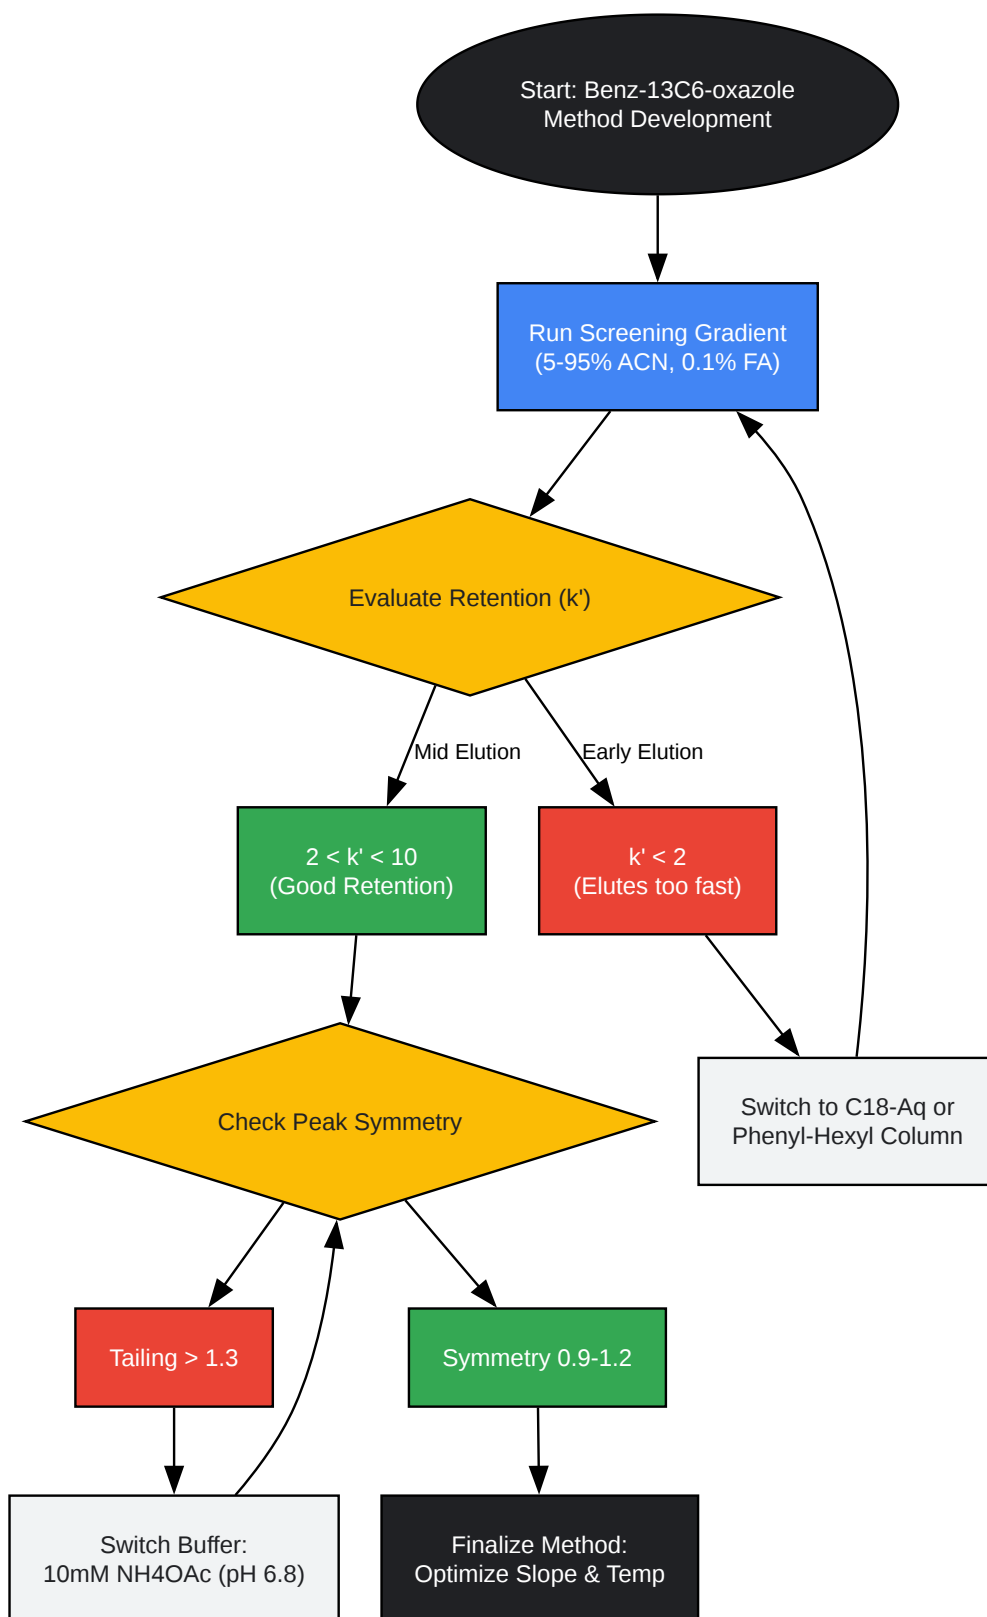 Start: Benz-13C6-oxazole
Method Development
Run Screening Gradient
(5-95% ACN, 0.1% FA)
Evaluate Retention (k')
Mid Elution
Early Elution
2 < k' < 10
(Good Retention)
k' < 2
(Elutes too fast)
Switch to C18-Aq or
Phenyl-Hexyl Column
Check Peak Symmetry
Tailing > 1.3
Symmetry 0.9-1.2
Switch Buffer:
10mM NH4OAc (pH 6.8)
Finalize Method:
Optimize Slope & Temp